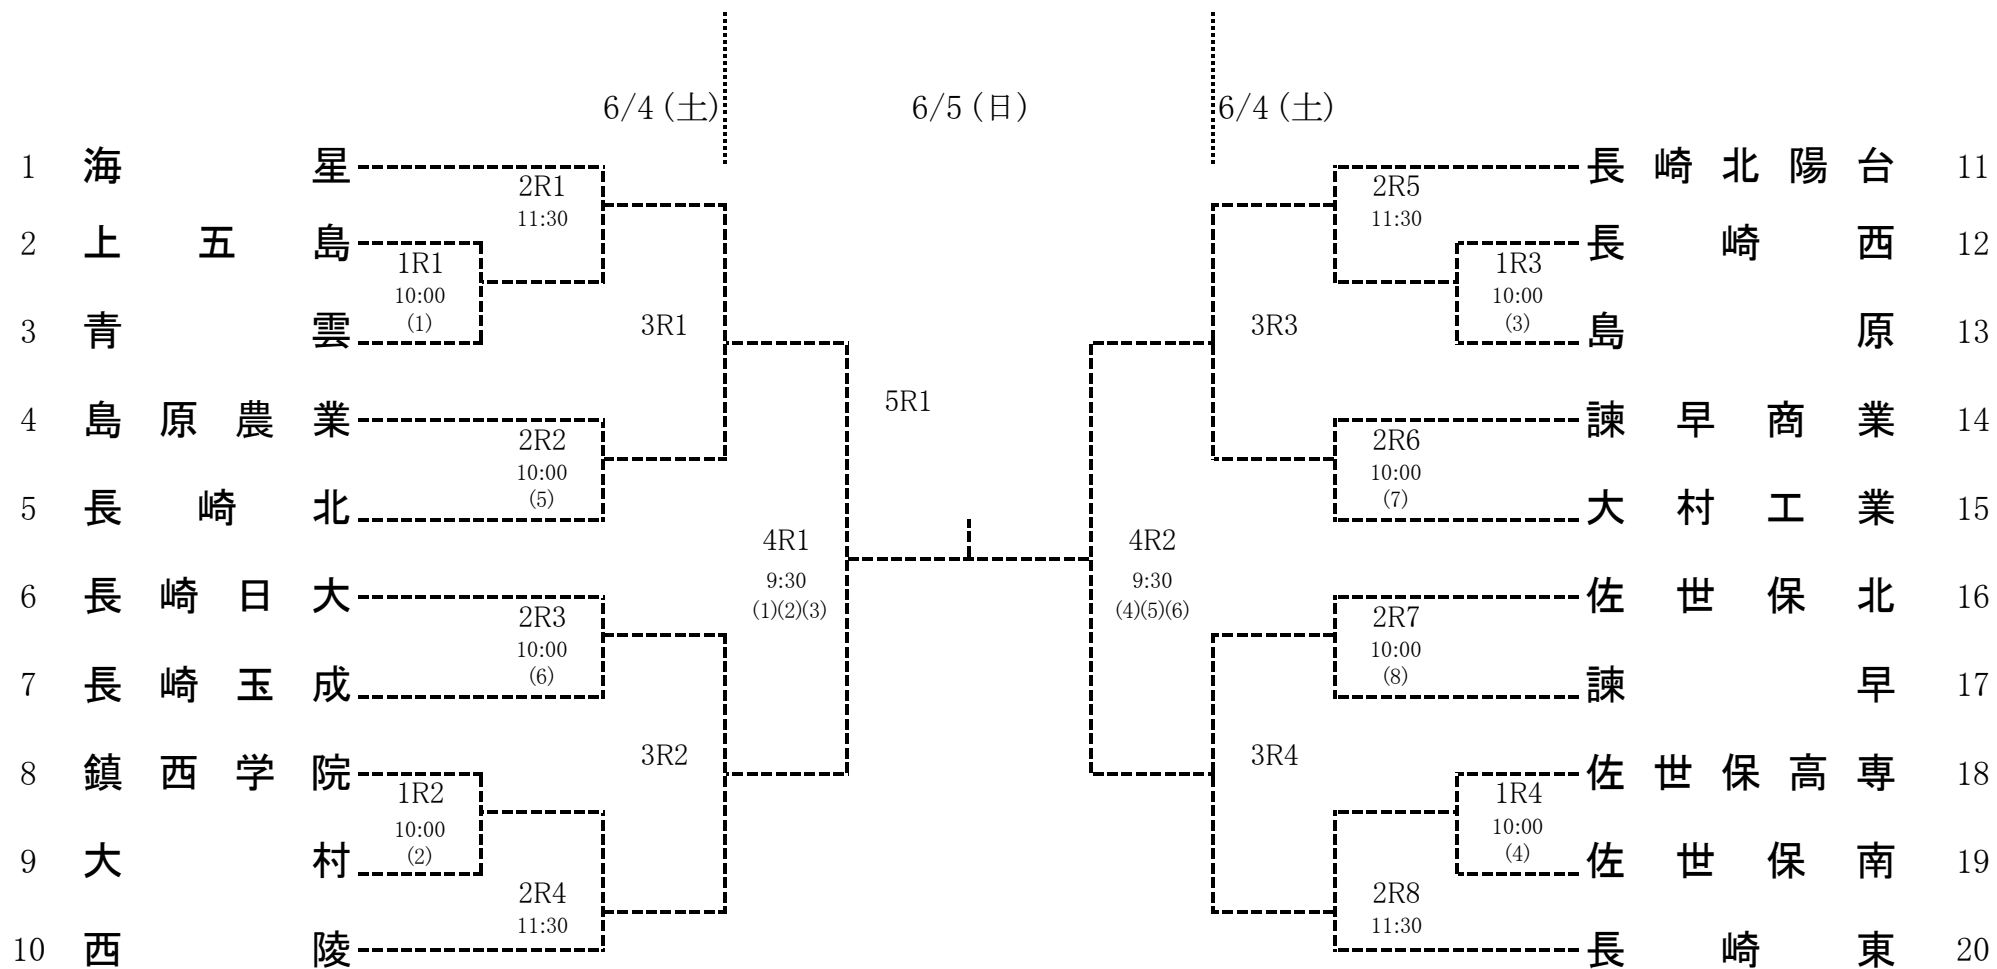 6/4 (土) 6/5 (日) 6/4 (土)
1 海星
2R1
11:30
2 上五島
1R1
10:00
(1)
3 青雲
3R1
4 島原農業
2R2
10:00
(5)
5 長崎北
4R1
9:30
(1)(2)(3)
6 長崎日大
2R3
10:00
(6)
7 長崎玉成
3R2
8 鎮西学院
1R2
10:00
(2)
9 大村
2R4
11:30
10 西陵
5R1
長崎北陽台 11
2R5
11:30
長崎西 12
1R3
10:00
(3)
島原 13
3R3
諫早商業 14
2R6
10:00
(7)
大村工業 15
4R2
9:30
(4)(5)(6)
佐世保北 16
2R7
10:00
(8)
諫早 17
3R4
佐世保高専 18
1R4
10:00
(4)
佐世保南 19
2R8
11:30
長崎東 20